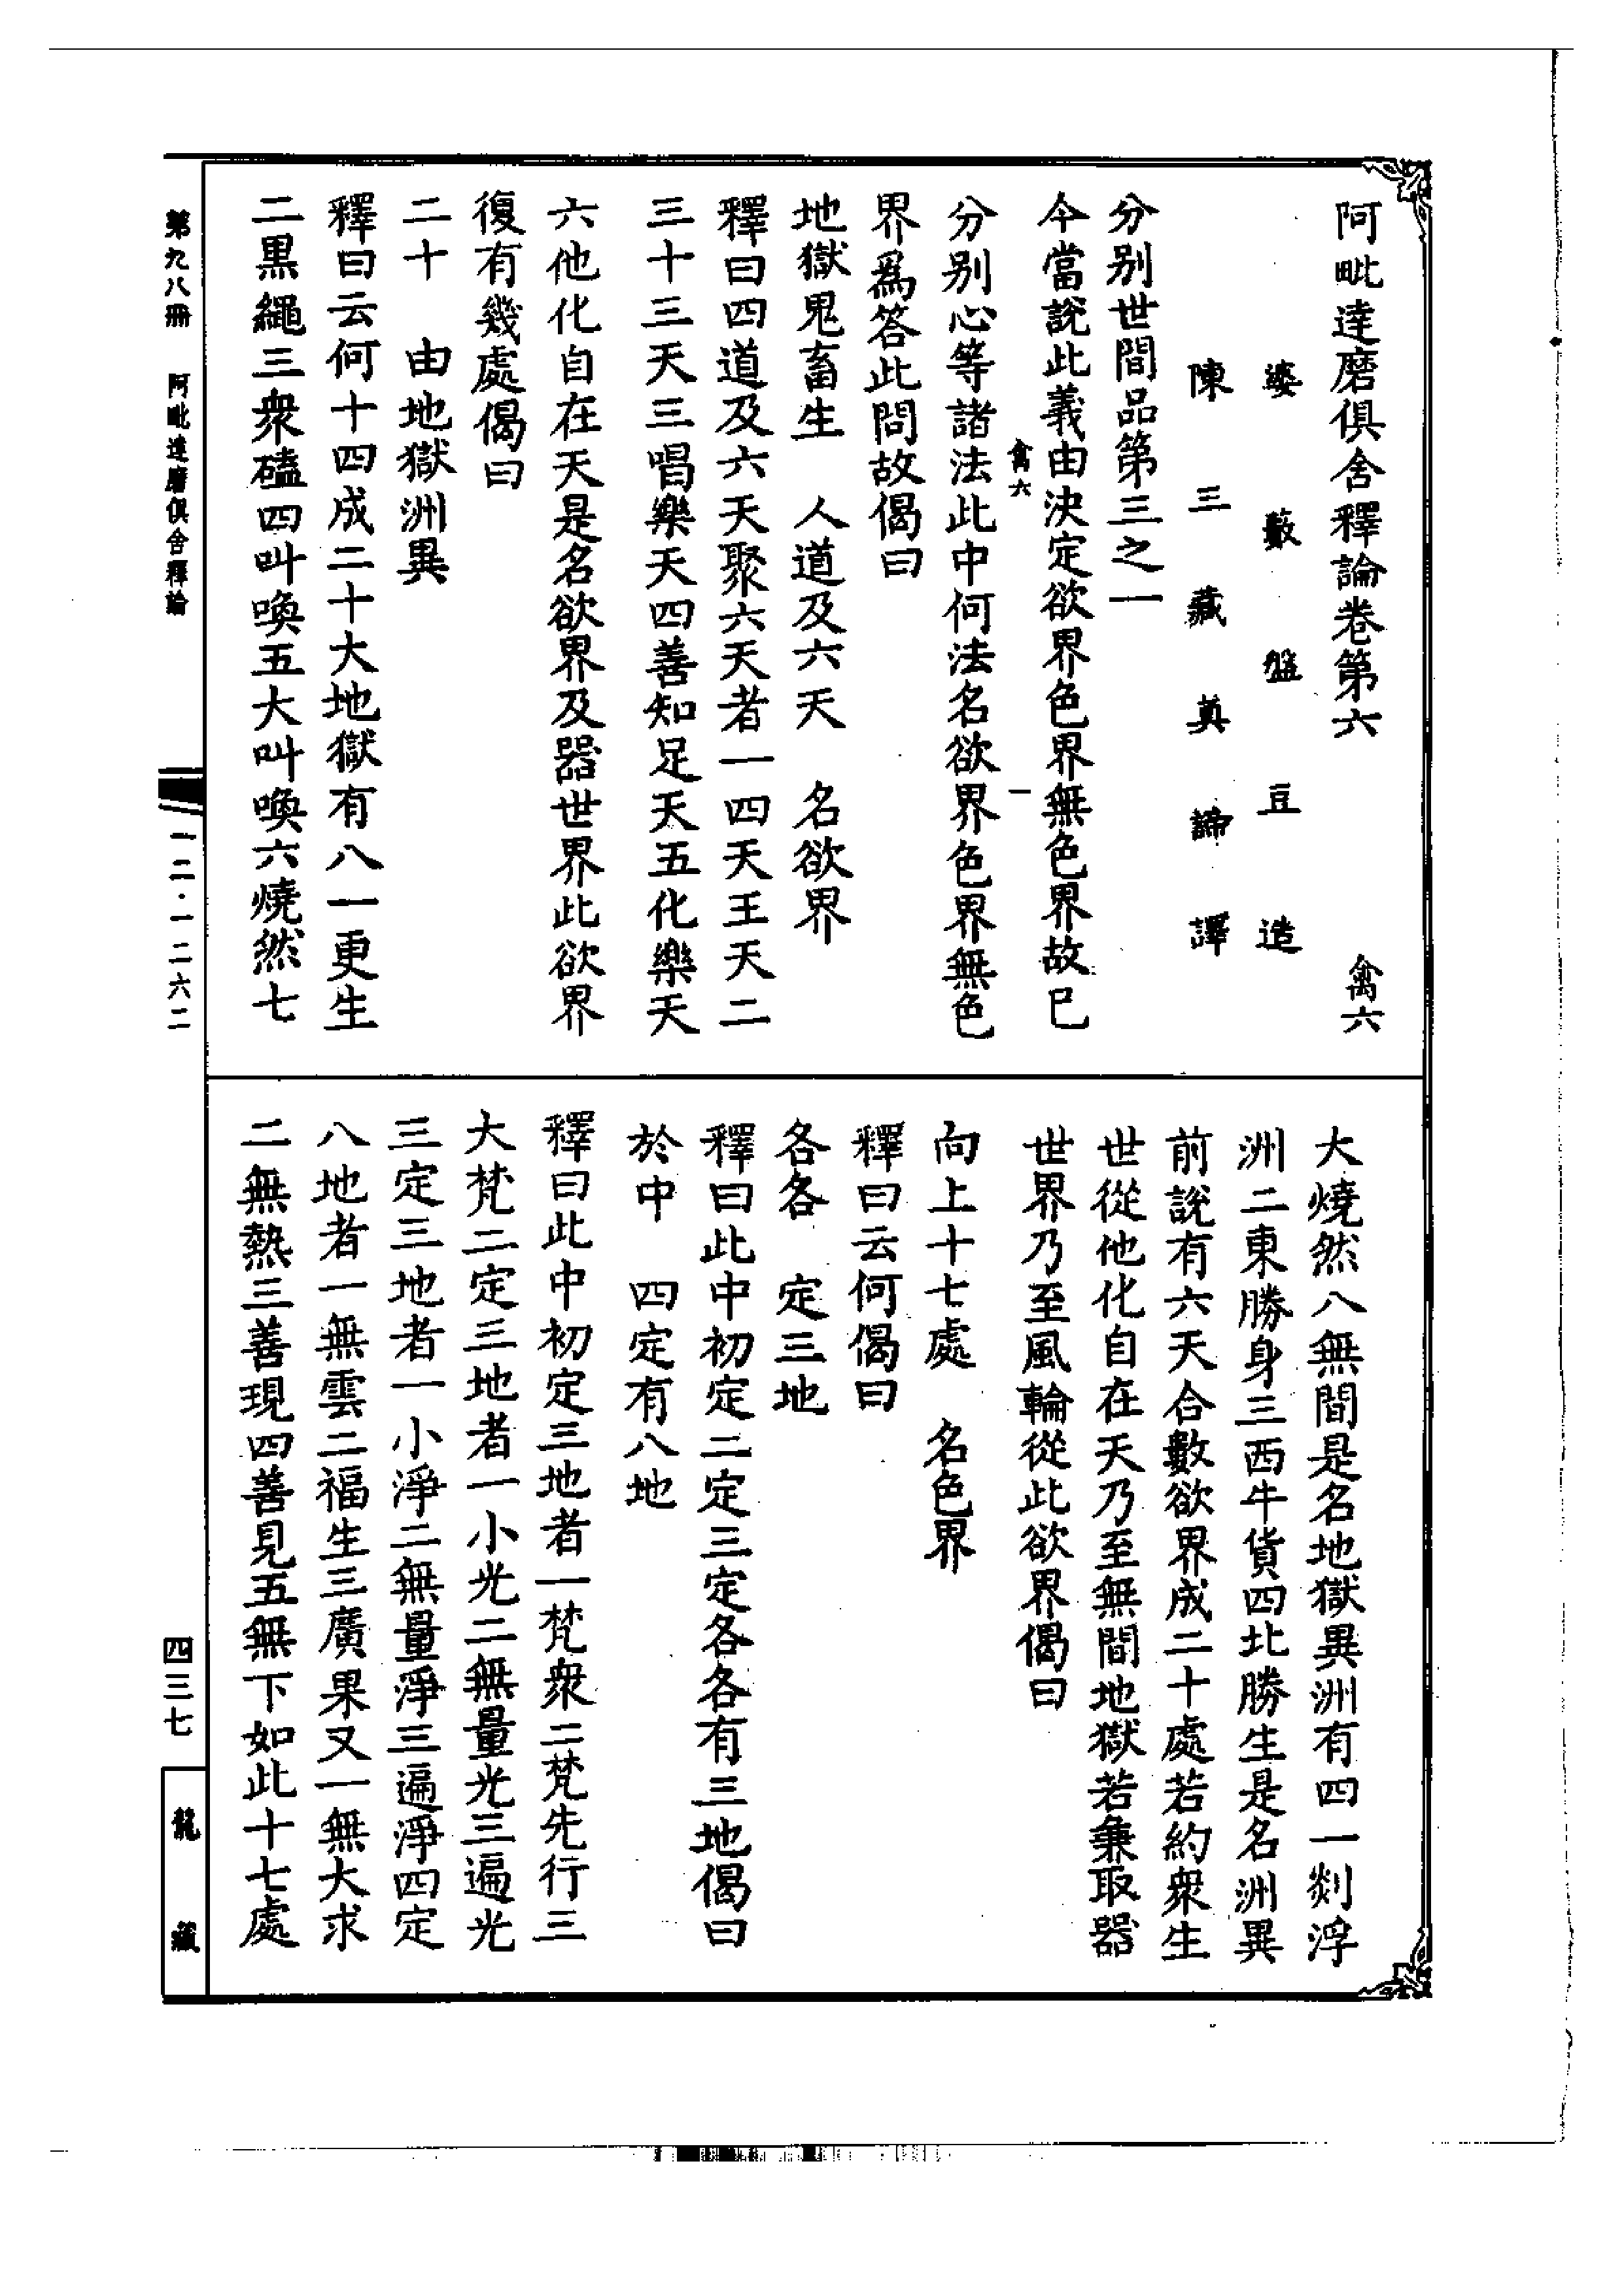 阿毗達磨俱舍釋論卷第六　禽六
婆藪盤豆造
陳三藏真諦譯
分别世間品第三之一
今當說此義由決定欲界色界無色界故已
禽六　一
分别心等諸法此中何法名欲界色界無色
界爲答此問故偈曰
地獄鬼畜生　人道及六天　名欲界
釋曰四道及六天聚六天者一四天王天二
三十三天三唱樂天四善知足天五化樂天
六他化自在天是名欲界及器世界此欲界
復有幾處偈曰
二十　由地獄洲異
釋曰云何十四成二十大地獄有八一更生
二黒繩三衆磕四叫喚五大叫喚六燒然七
大燒然八無間是名地獄異洲有四一剡浮
洲二東勝身三西牛貨四北勝生是名洲異
前說有六天合數欲界成二十處若約衆生
世從他化自在天乃至無間地獄若兼取器
世界乃至風輪從此欲界偈曰
向上十七處　名色界
釋曰云何偈曰
各各　定三地
釋曰此中初定二定三定各各有三地偈曰
於中　四定有八地
釋曰此中初定三地者一梵衆二梵先行三
大梵二定三地者一小光二無量光三遍光
三定三地者一小淨二無量淨三遍淨四定
八地者一無雲二福生三廣果又一無大求
二無熱三善現四善見五無下如此十七處
第九八冊　阿毗達磨俱舍釋論
一二·一二六二
四三七
龍藏